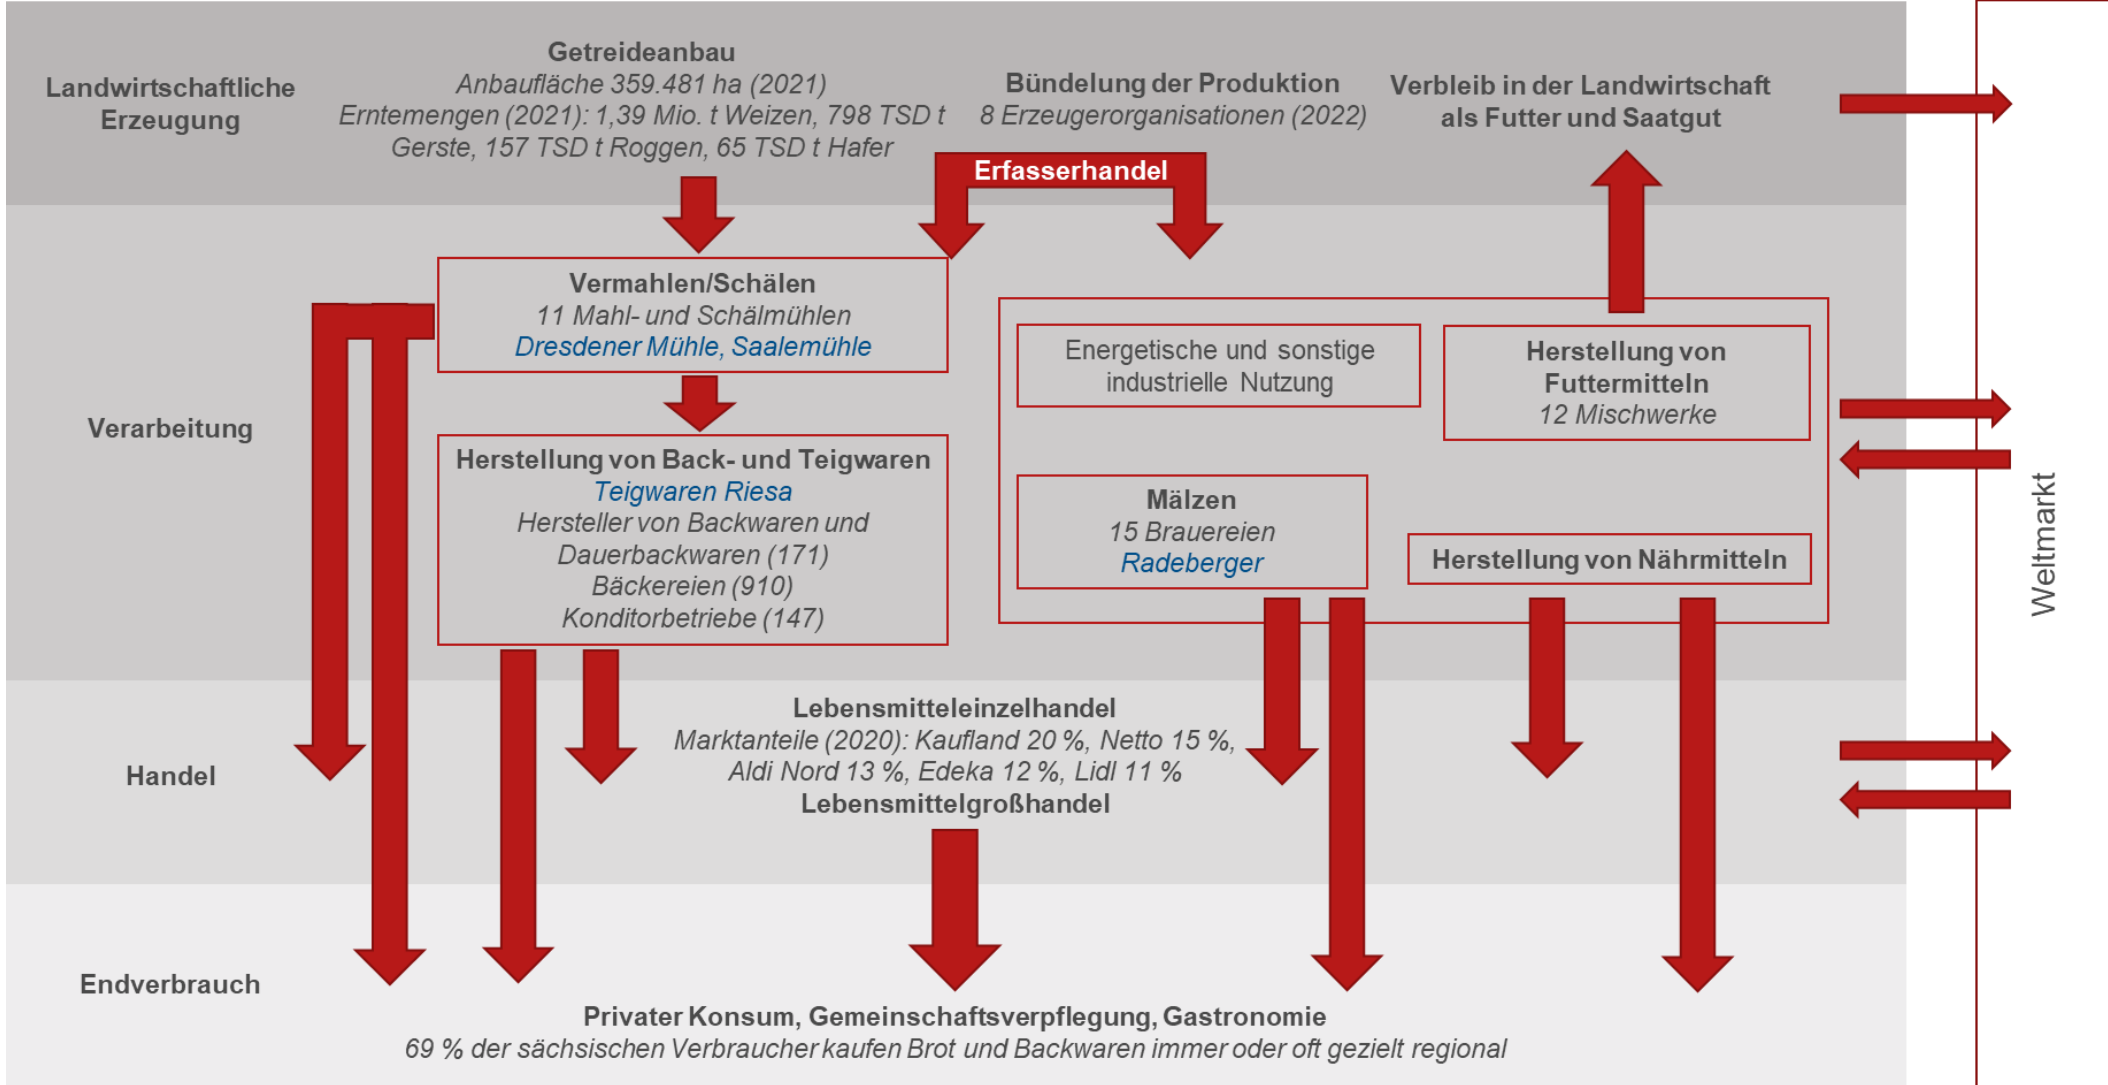 Landwirtschaftliche
Erzeugung
Getreideanbau
Anbaufläche 359.481 ha (2021)
Erntemengen (2021): 1,39 Mio. t Weizen, 798 TSD t
Gerste, 157 TSD t Roggen, 65 TSD t Hafer
Bündelung der Produktion
8 Erzeugerorganisationen (2022)
Verbleib in der Landwirtschaft
als Futter und Saatgut
Erfasserhandel
Verarbeitung
Vermahlen/Schälen
11 Mahl- und Schälmühlen
Dresdener Mühle, Saalemühle
Herstellung von Back- und Teigwaren
Teigwaren Riesa
Hersteller von Backwaren und
Dauerbackwaren (171)
Bäckereien (910)
Konditorbetriebe (147)
Energetische und sonstige
industrielle Nutzung
Herstellung von
Futtermitteln
12 Mischwerke
Mälzen
15 Brauereien
Radeberger
Herstellung von Nährmitteln
Weltmarkt
Handel
Lebensmitteleinzelhandel
Marktanteile (2020): Kaufland 20 %, Netto 15 %,
Aldi Nord 13 %, Edeka 12 %, Lidl 11 %
Lebensmittelgroßhandel
Endverbrauch
Privater Konsum, Gemeinschaftsverpflegung, Gastronomie
69 % der sächsischen Verbraucher kaufen Brot und Backwaren immer oder oft gezielt regional